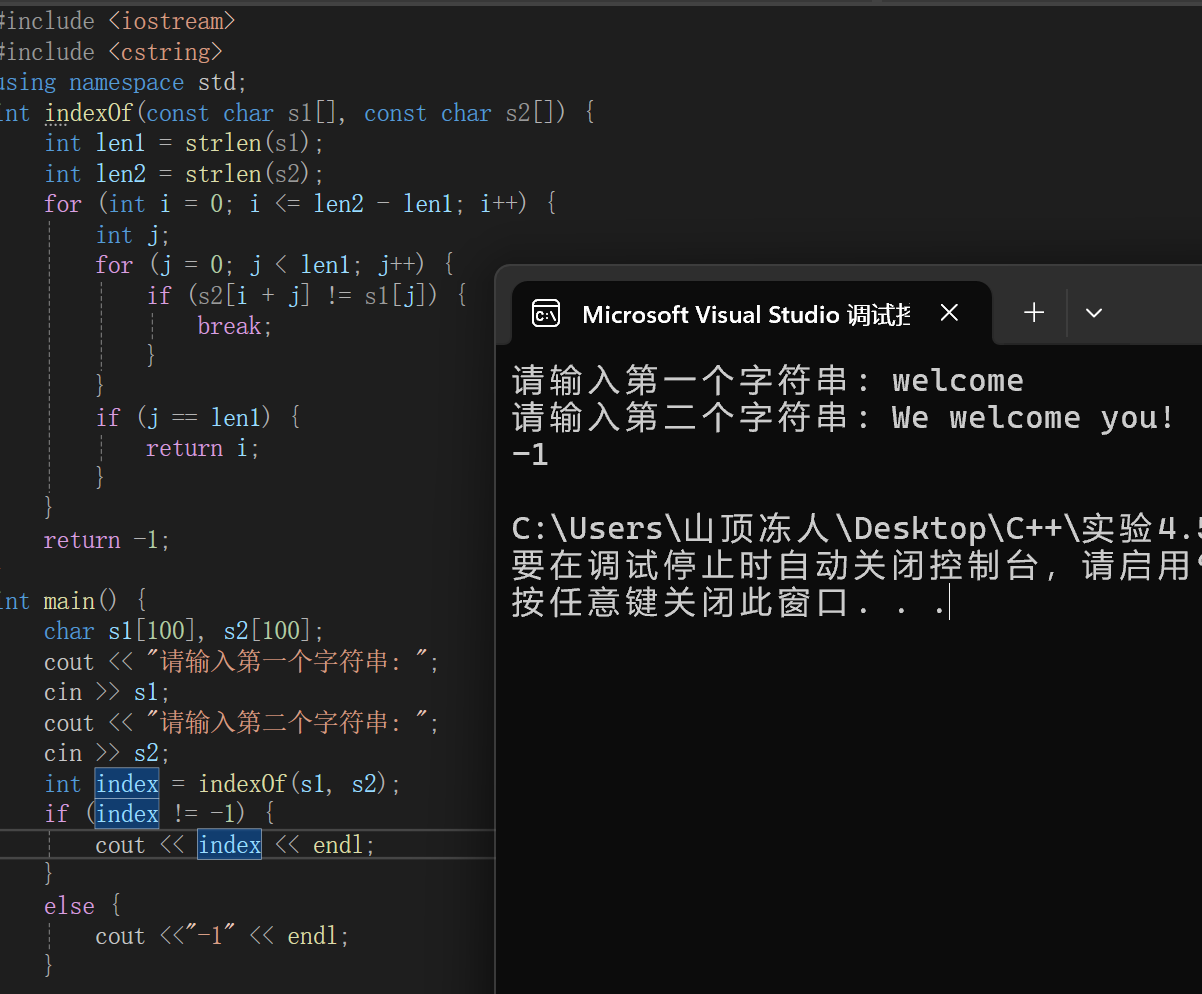 #include <iostream>
#include <cstring>
using namespace std;
int indexOf(const char s1[], const char s2[]) {
int len1 = strlen(s1);
int len2 = strlen(s2);
for (int i = 0; i <= len2 - len1; i++) {
int j;
for (j = 0; j < len1; j++) {
if (s2[i + j] != s1[j]) {
break;
}
}
if (j == len1) {
return i;
}
}
return -1;
int main() {
char s1[100], s2[100];
cout << "请输入第一个字符串: ";
cin >> s1;
cout << "请输入第二个字符串: ";
cin >> s2;
int index = indexOf(s1, s2);
if (index != -1) {
cout << index << endl;
}
else {
cout <<"-1" << endl;
}
Microsoft Visual Studio 调试控
请输入第一个字符串: welcome
请输入第二个字符串: We welcome you!
-1
C:\Users\山顶冻人\Desktop\C++\实验4.5
要在调试停止时自动关闭控制台, 请启用
按任意键关闭此窗口. . .